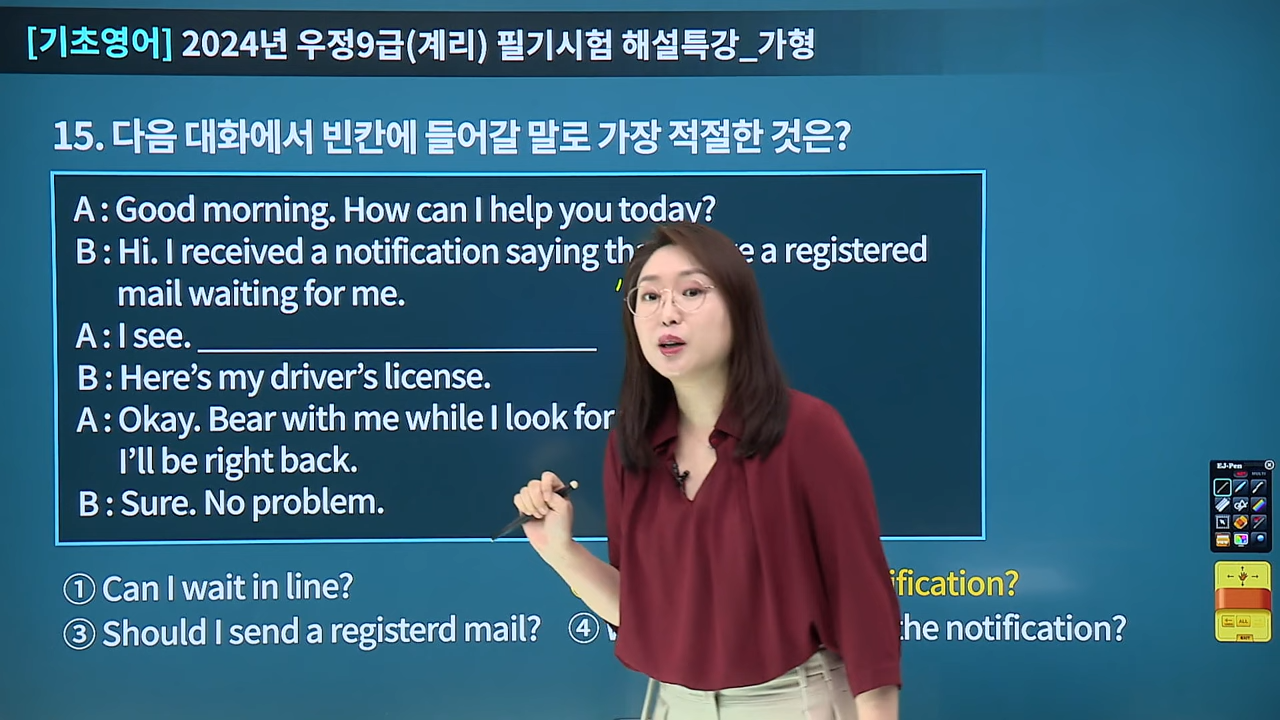 [기초영어] 2024년 우정9급(계리) 필기시험 해설특강_가형
15. 다음 대화에서 빈칸에 들어갈 말로 가장 적절한 것은?
A : Good morning. How can I help you today?
B : Hi. I received a notification saying a registered
mail waiting for me.
A : I see.
B : Here's my driver's license.
A : Okay. Bear with me while I look for
I'll be right back.
B : Sure. No problem.
① Can I wait in line?
③ Should I send a registerd mail? ④ the notification?
EJ-Pen
ALL
EXIT